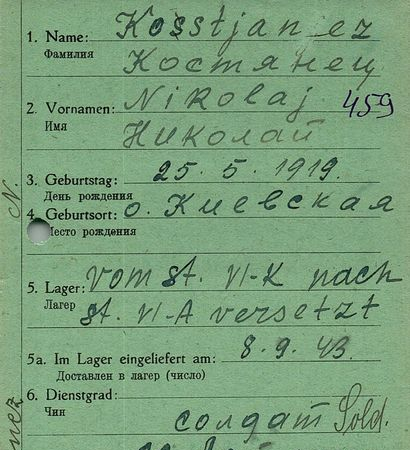 1. Name: Kosstjanez
Фамилия Костянец
2. Vornamen: Nikolaj 459
Имя Николай
3. Geburtstag: 25. 5. 1919.
День рождения
4. Geburtsort: о. Киевская
Место рождения
5. Lager: vom st. VI-K nach
Лагер st. VI-A versetzt
5a. Im Lager eingeliefert am: 8. 9. 43
Доставлен в лагер (число)
6. Dienstgrad:
Чин солдат Sold.
N.